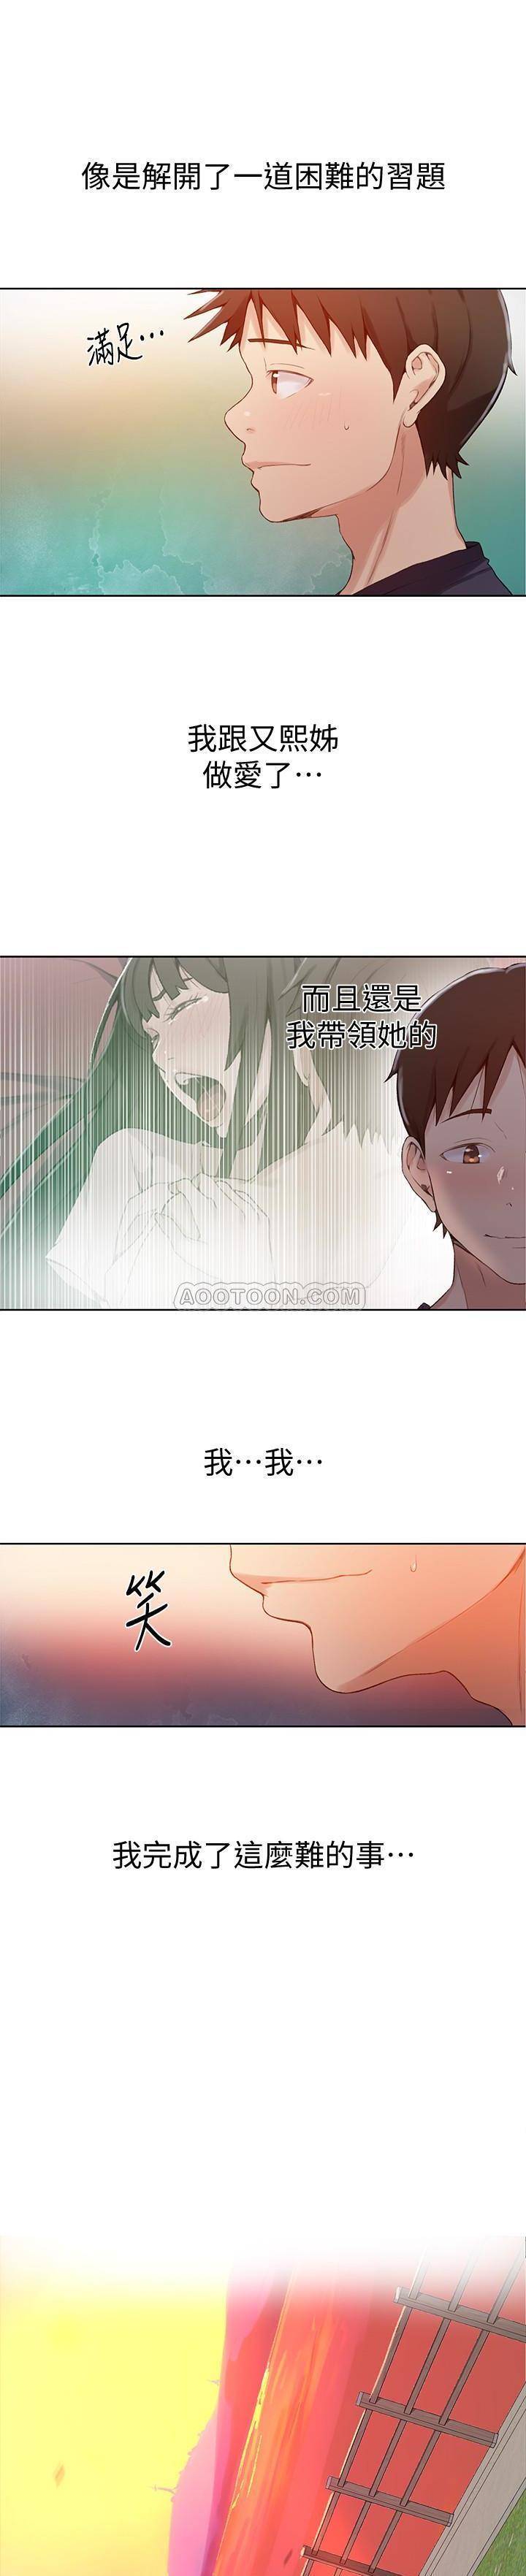 像是解開了一道困難的習題
滿足…
我跟又熙姊
做愛了…
而且還是
我帶領她的
AOOTOON.COM
我…我…
笑
我完成了這麼難的事…